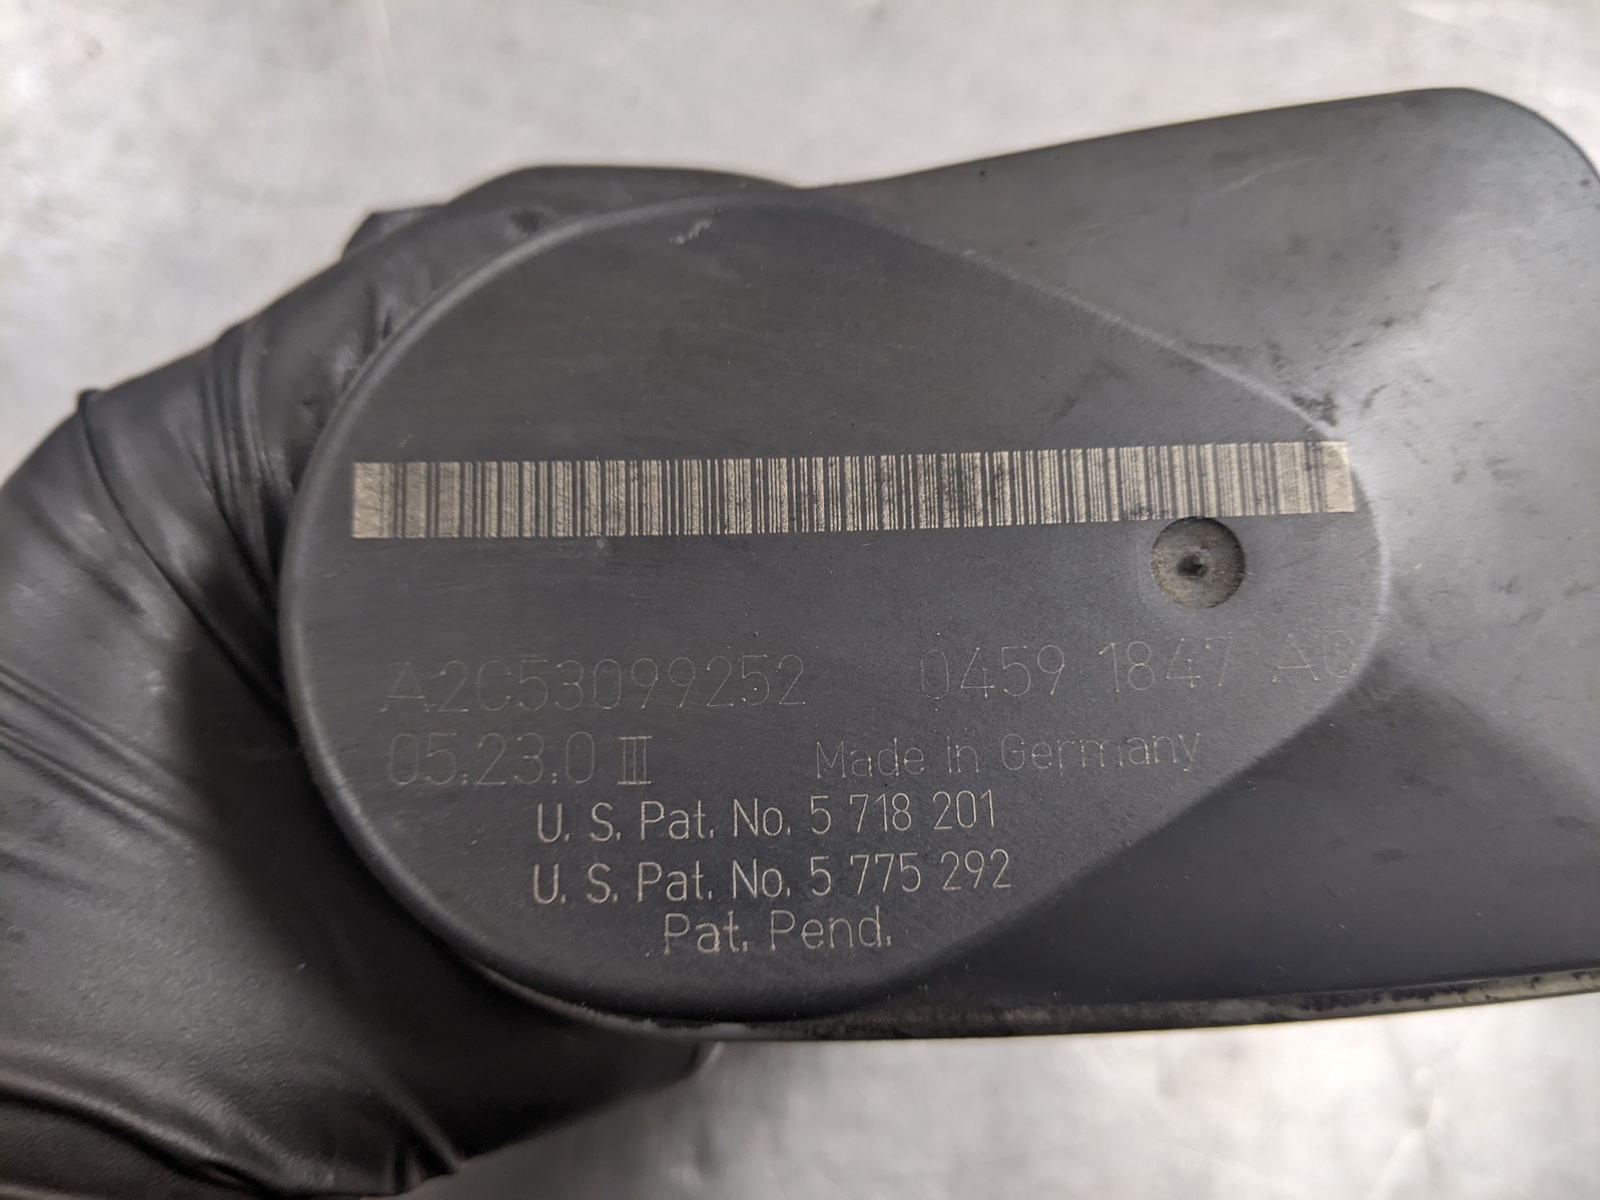 A2C53099252 0459 1847 AG
05.23.0 III Made in Germany
U. S. Pat. No. 5 718 201
U. S. Pat. No. 5 775 292
Pat. Pend.